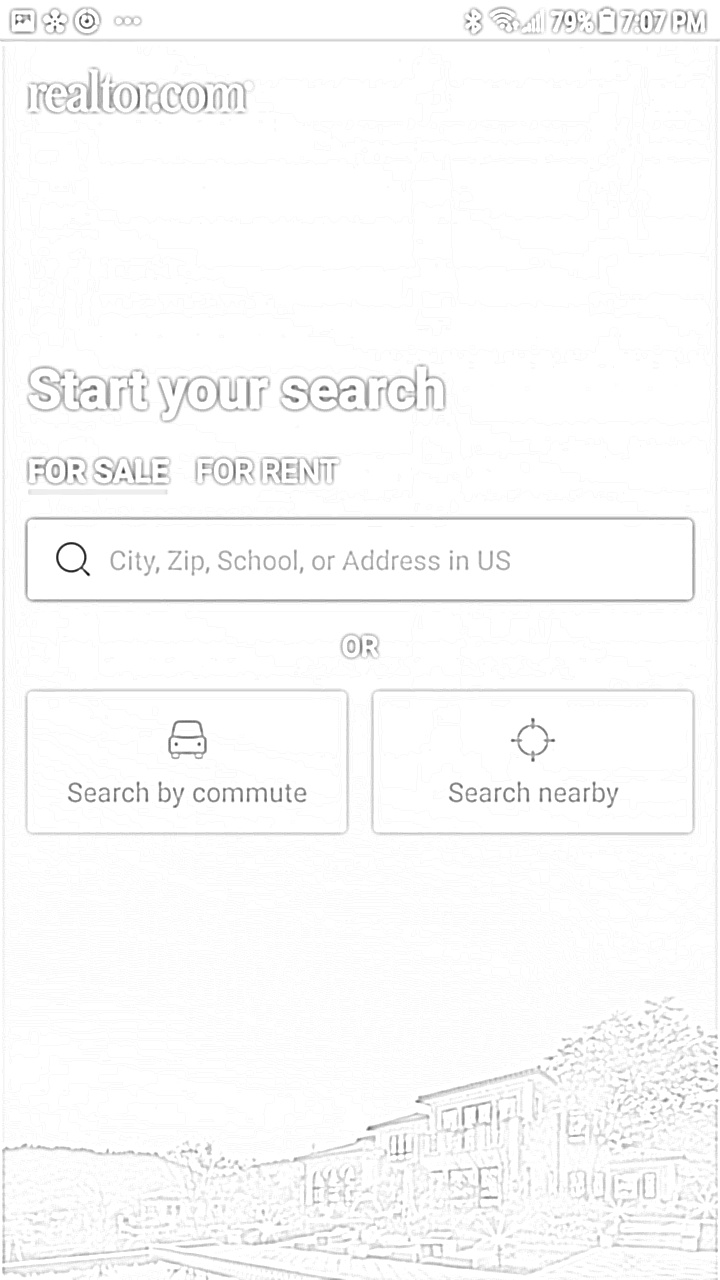 79% 7:07 PM
realtor.com
Start your search
FOR SALE FOR RENT
City, Zip, School, or Address in US
OR
Search by commute Search nearby